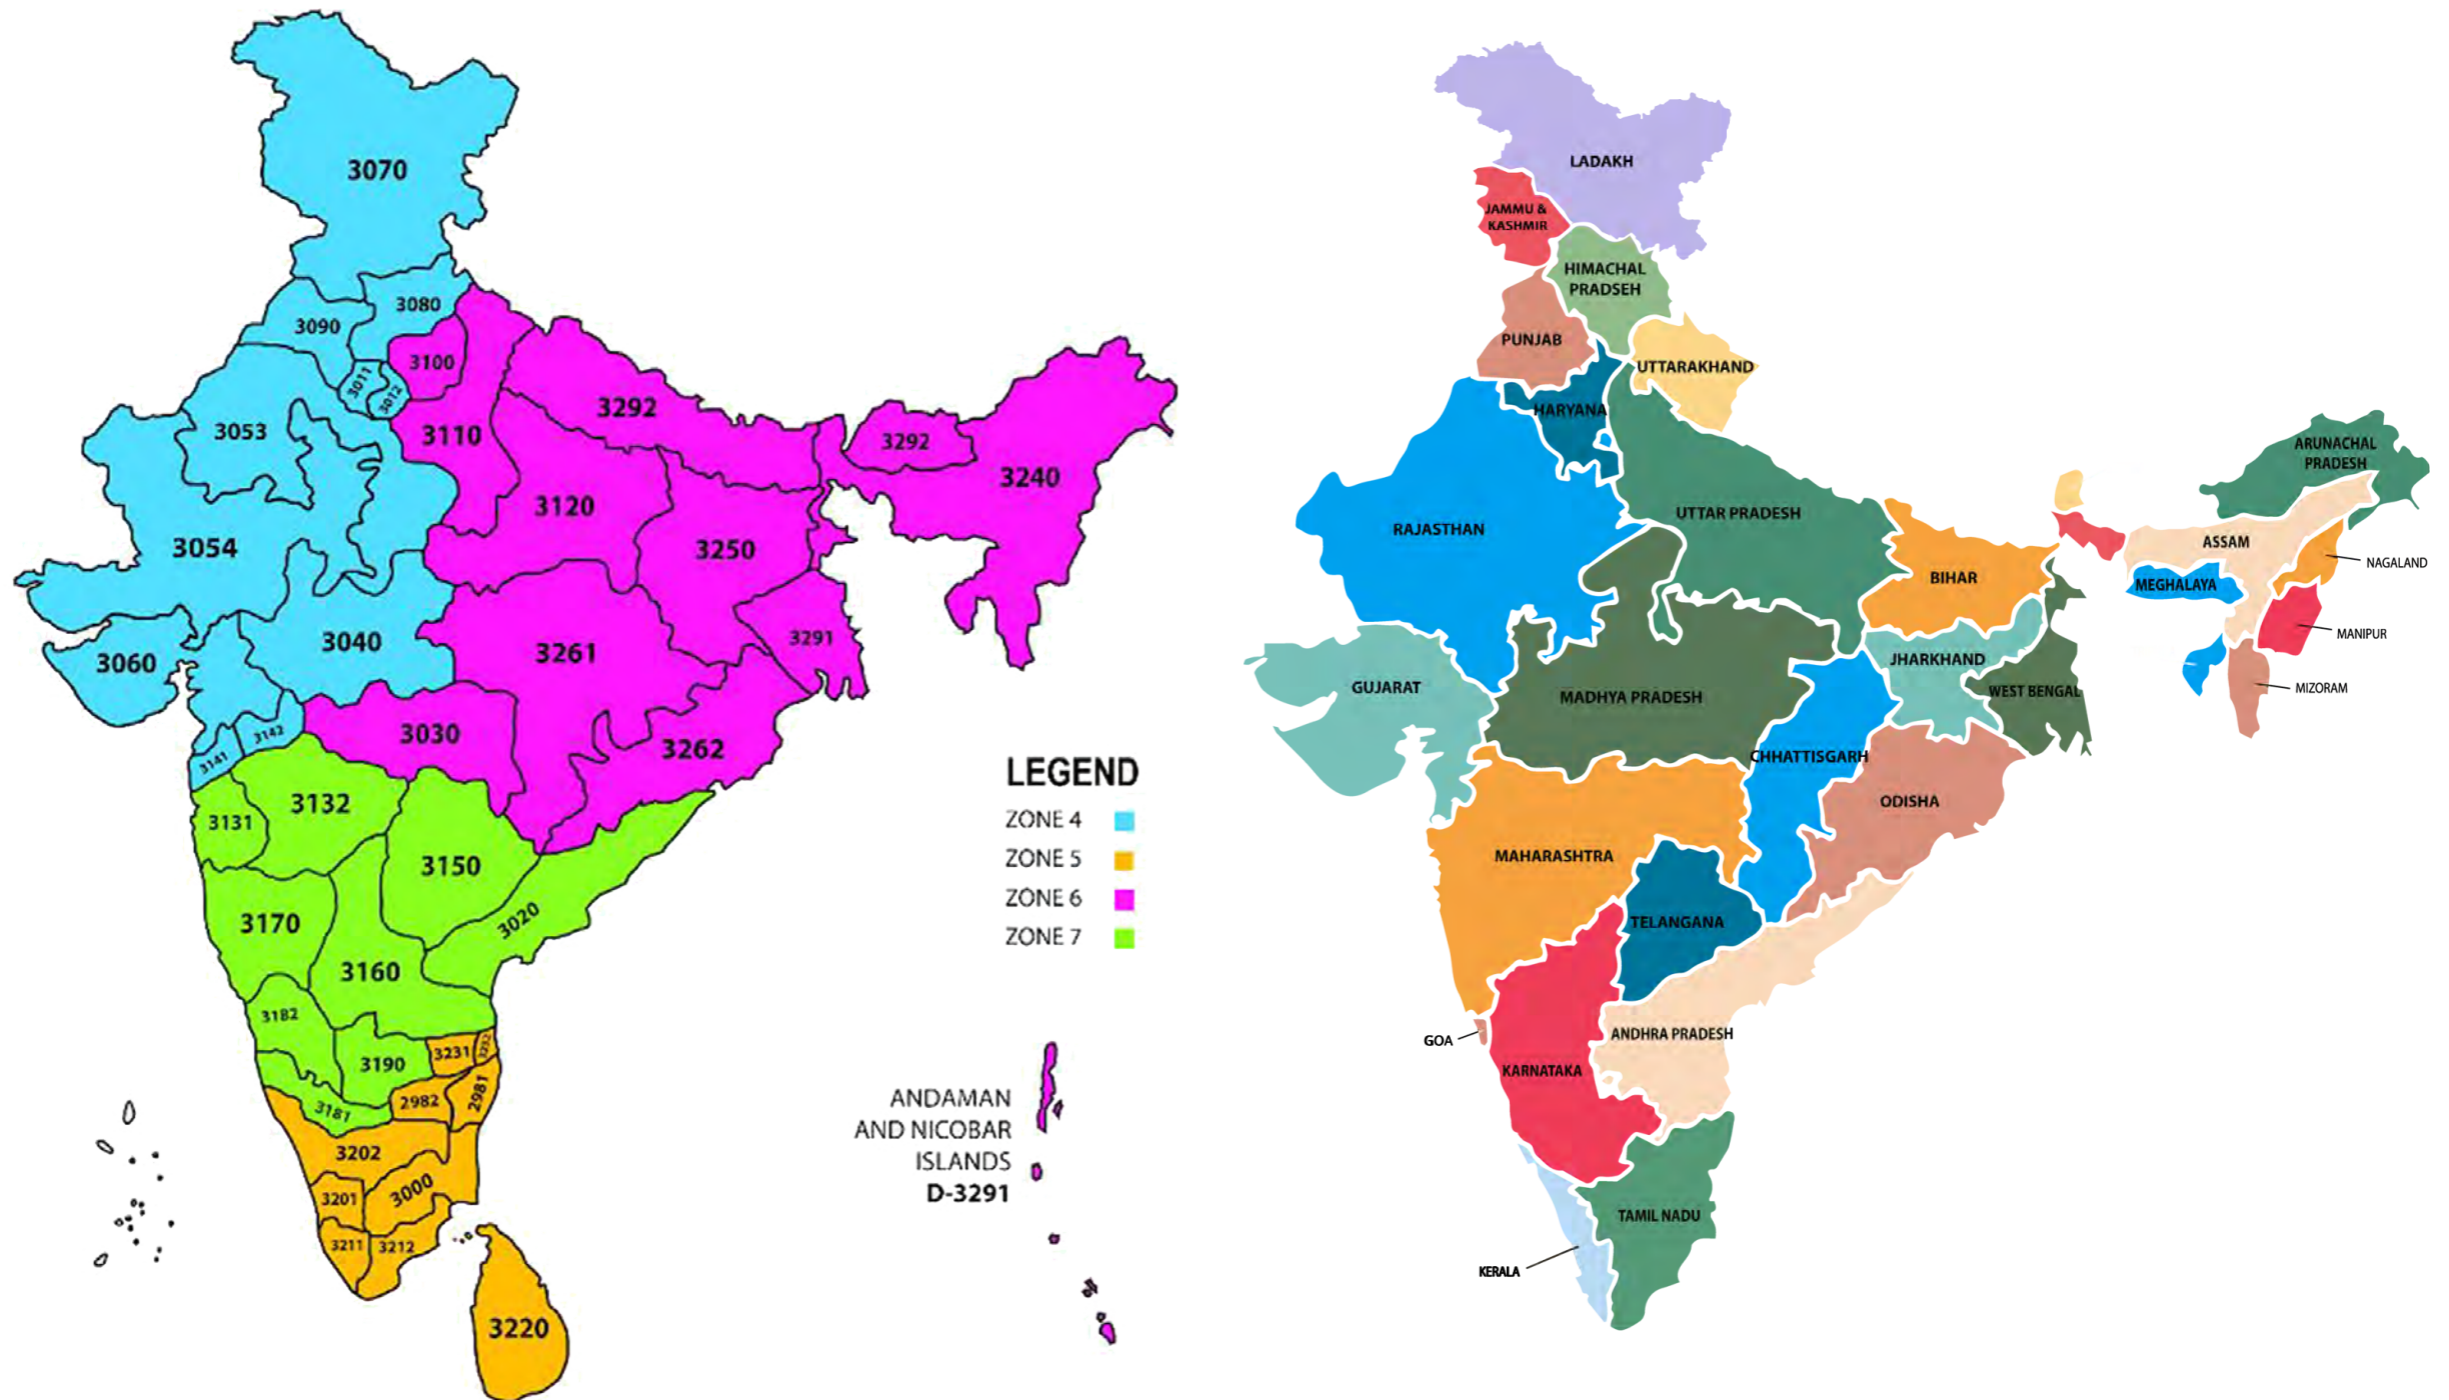 3070
3080
3090
3100
3011
3012
3292
3292
3053
3110
3240
3120
3054
3250
3040
3060
3261
3291
3030
3262
3142
3141
3132
3131
3150
3170
3020
3160
3182
3190
3231
3232
2981
2982
3181
3202
3201
3000
3211
3212
3220
LEGEND
ZONE 4
ZONE 5
ZONE 6
ZONE 7
ANDAMAN
AND NICOBAR
ISLANDS
D-3291
LADAKH
JAMMU &
KASHMIR
HIMACHAL
PRADSEH
PUNJAB
UTTARAKHAND
HARYANA
RAJASTHAN
UTTAR PRADESH
ARUNACHAL
PRADESH
ASSAM
NAGALAND
BIHAR
MEGHALAYA
MANIPUR
JHARKHAND
GUJARAT
MADHYA PRADESH
WEST BENGAL
MIZORAM
CHHATTISGARH
ODISHA
MAHARASHTRA
TELANGANA
GOA
ANDHRA PRADESH
KARNATAKA
TAMIL NADU
KERALA